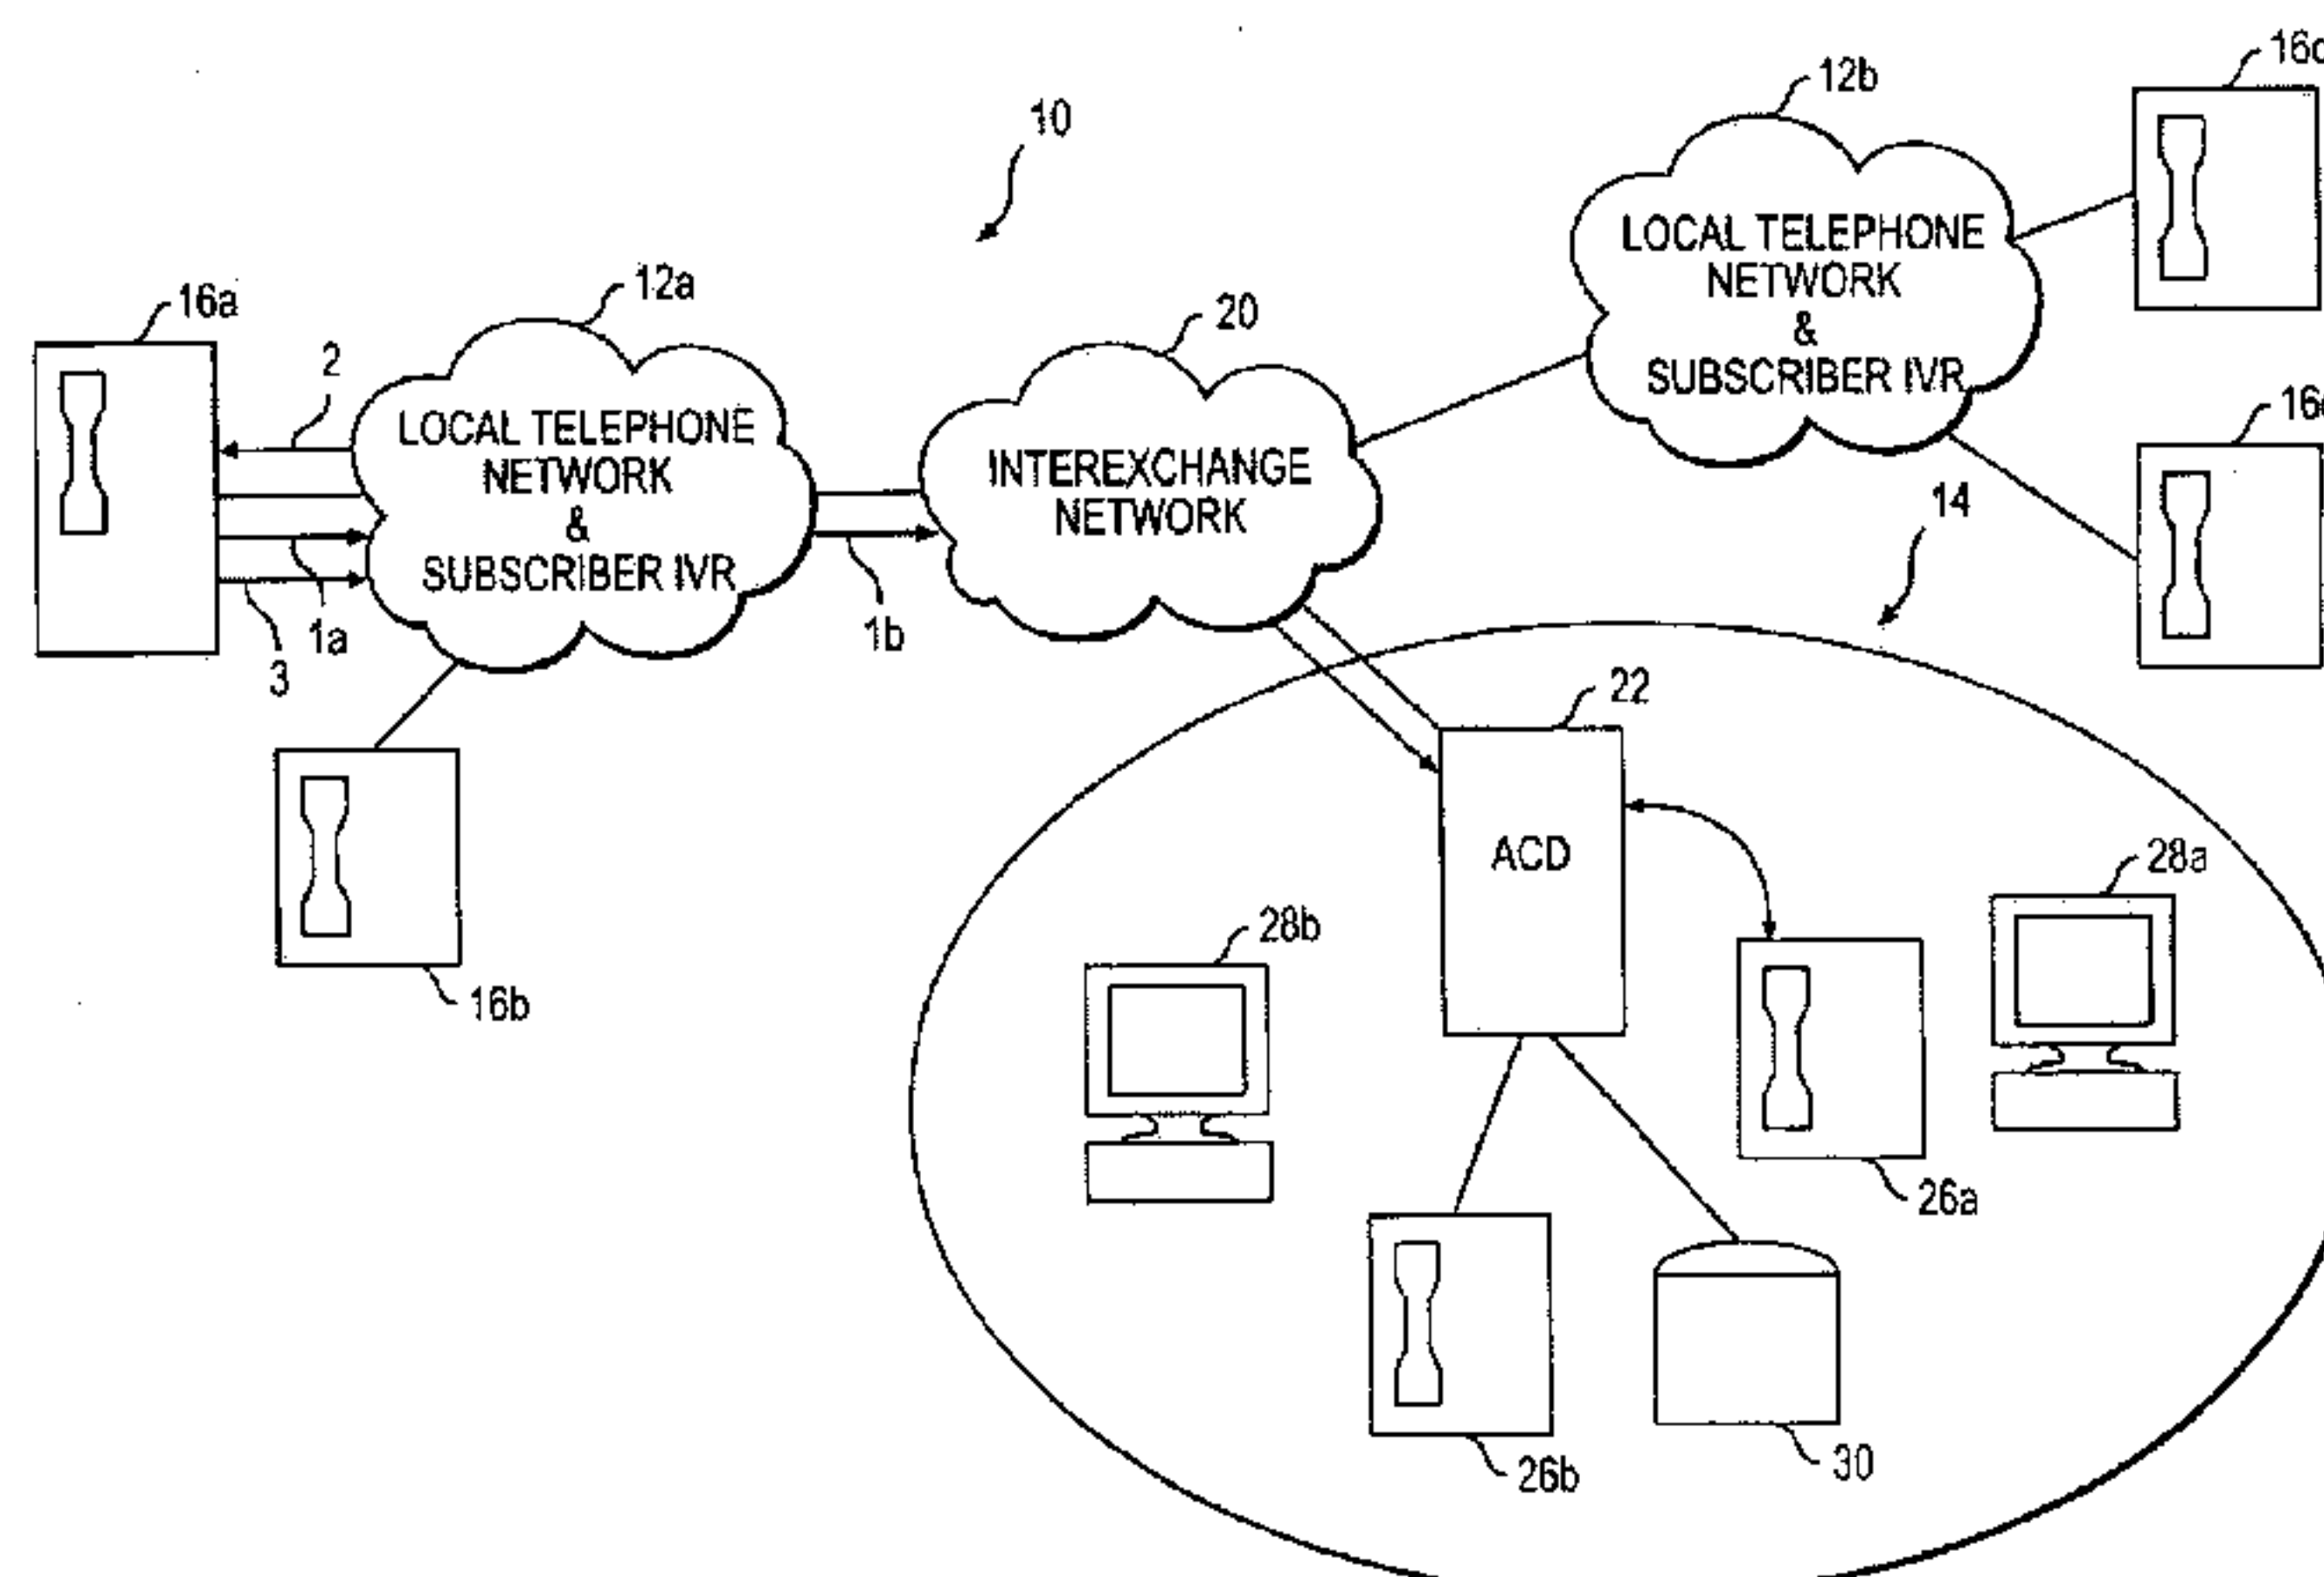 10
12b
16c
LOCAL TELEPHONE
NETWORK
&
SUBSCRIBER IVR
12a
16a
2
20
LOCAL TELEPHONE
NETWORK
&
SUBSCRIBER IVR
INTEREXCHANGE
NETWORK
14
1a
3
1b
22
ACD
16b
28b
28a
26a
26b
30